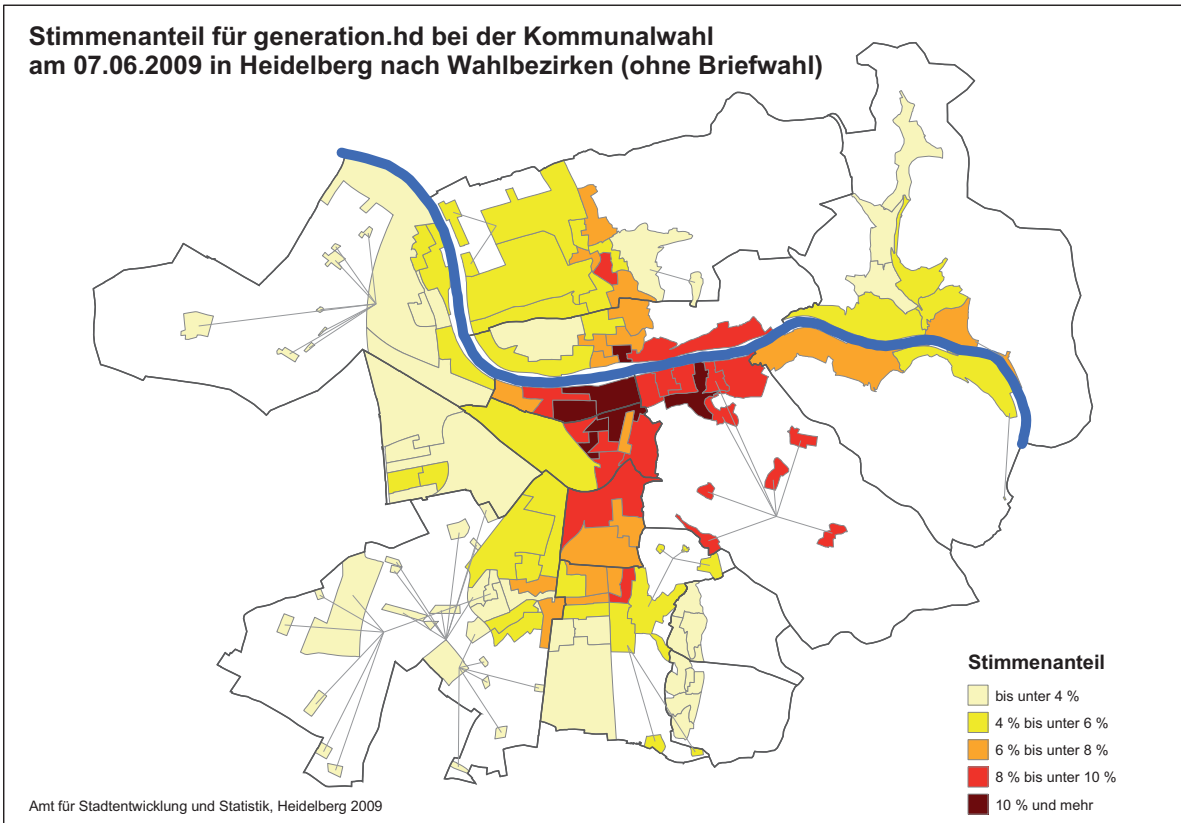 Stimmenanteil für generation.hd bei der Kommunalwahl
am 07.06.2009 in Heidelberg nach Wahlbezirken (ohne Briefwahl)
Stimmenanteil
bis unter 4 %
4 % bis unter 6 %
6 % bis unter 8 %
8 % bis unter 10 %
10 % und mehr
Amt für Stadtentwicklung und Statistik, Heidelberg 2009